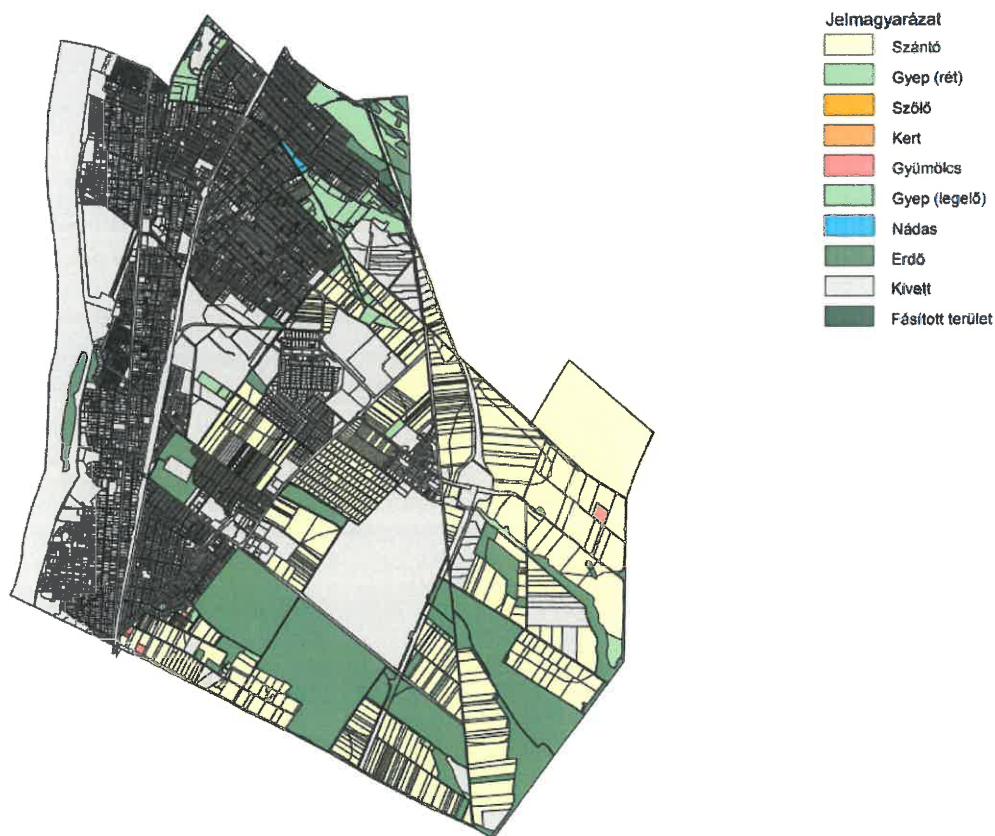 Jelmagyarázat
Szántó
Gyep (rét)
Szőlő
Kert
Gyümölcs
Gyep (legelő)
Nádas
Erdő
Kivett
Fásított terület